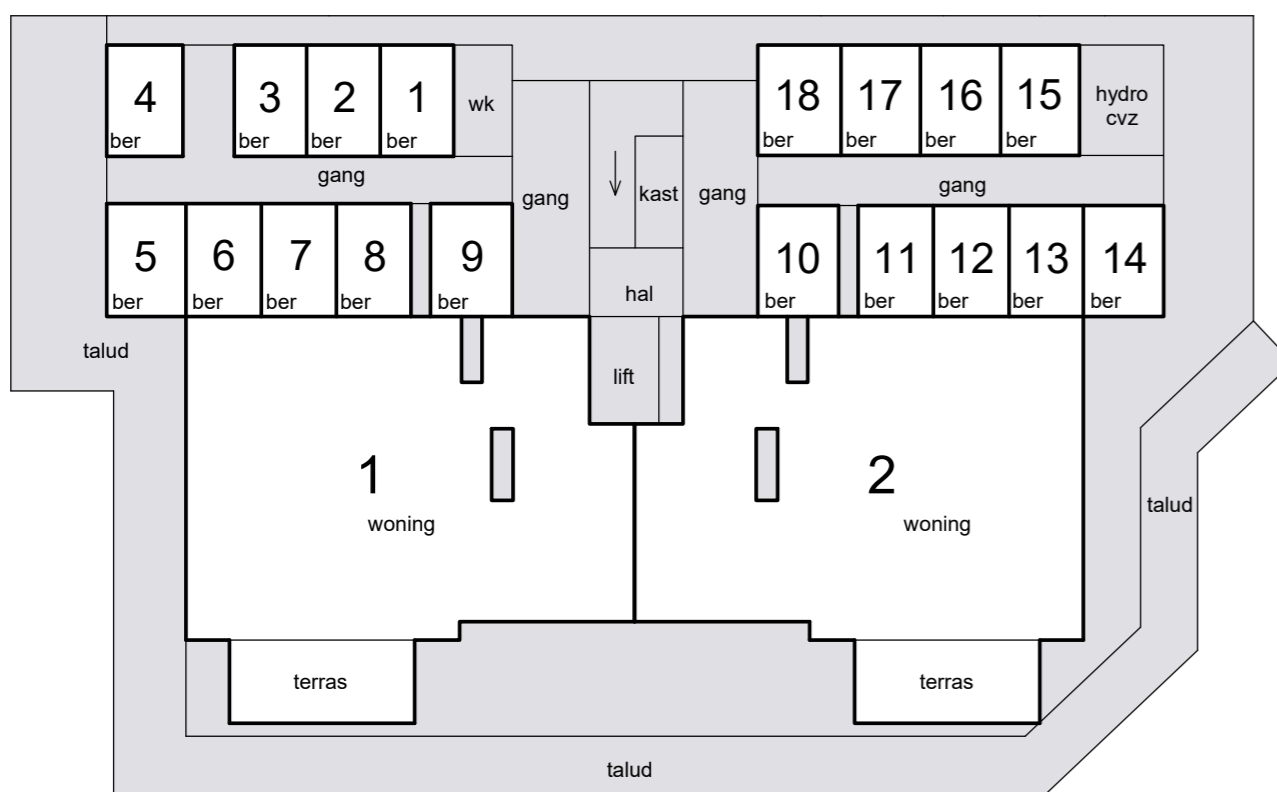 4 3 2 1 wk 18 17 16 15 hydro
cvz
ber ber ber ber ber ber ber ber
gang gang
gang kast gang
5 6 7 8 9 10 11 12 13 14
ber ber ber ber ber hal ber ber ber ber ber
talud
lift
1 2
woning woning
talud
terras terras
talud